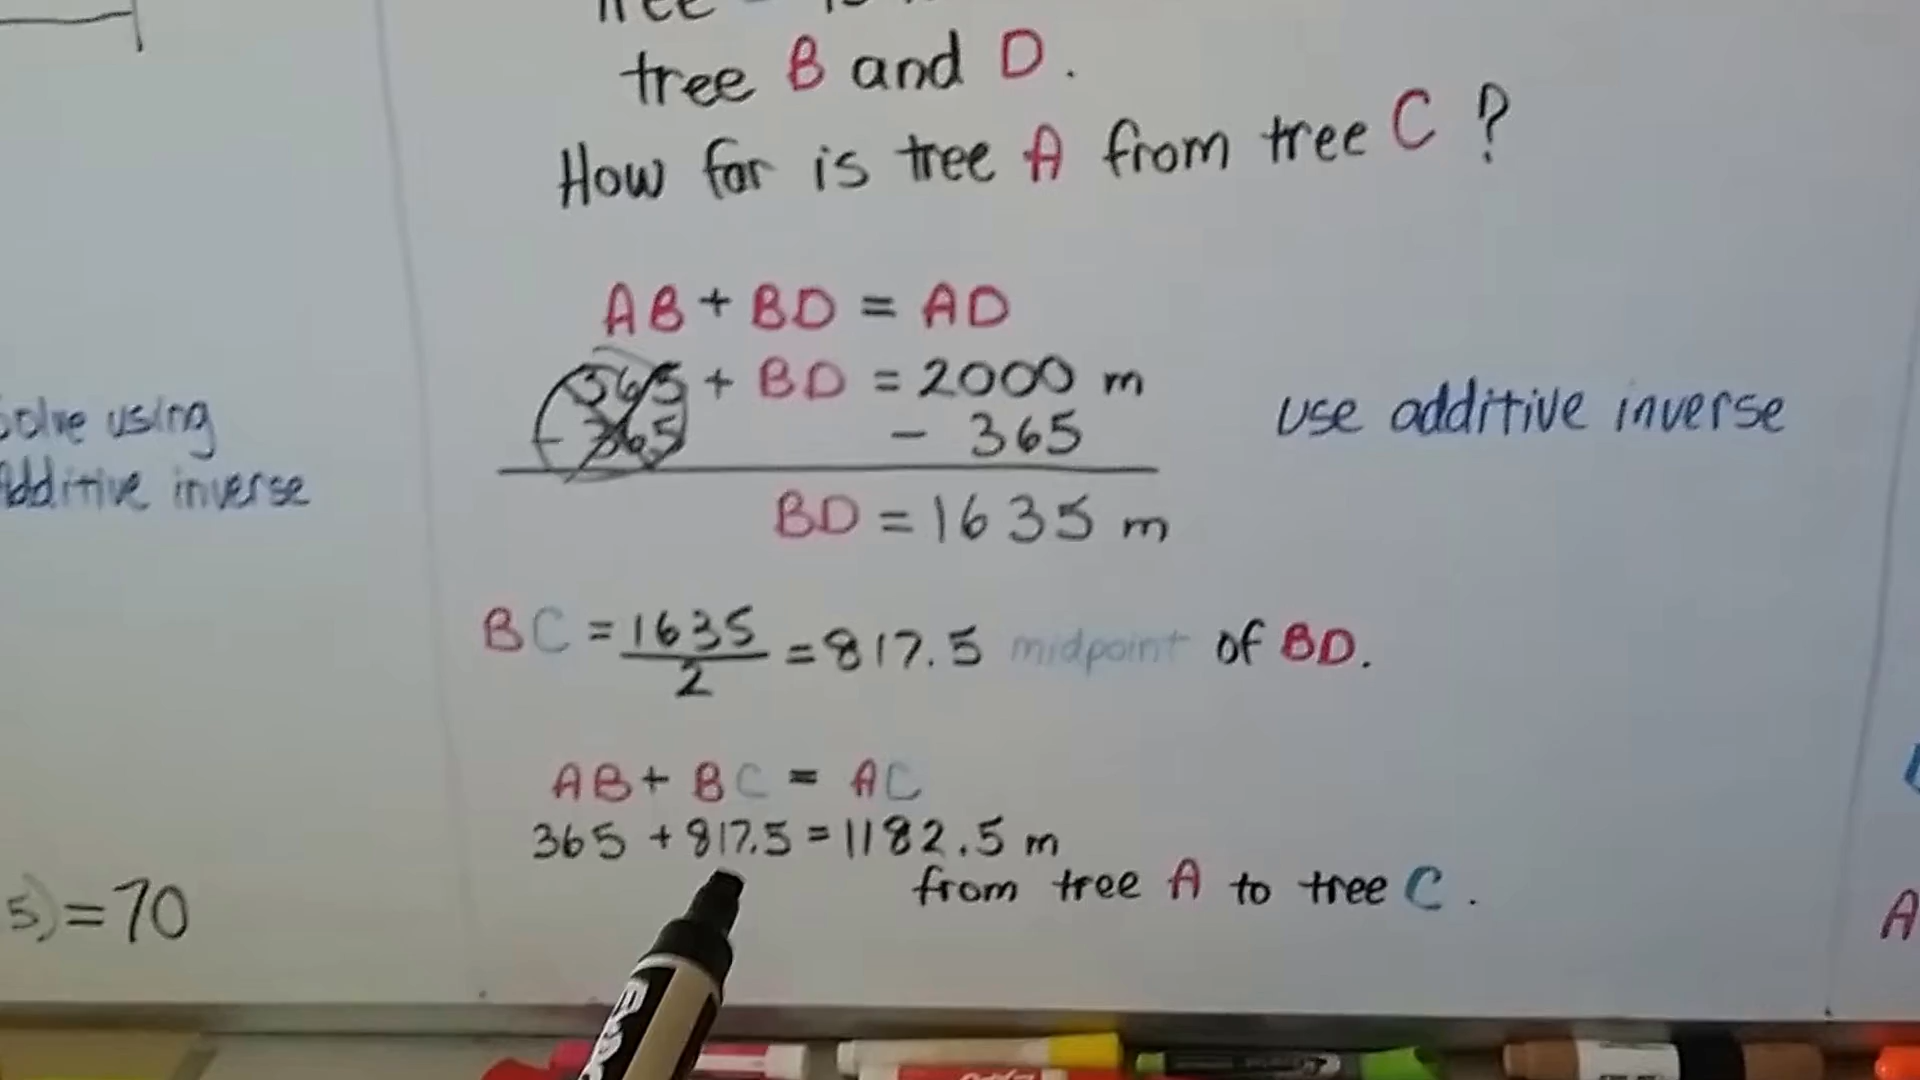 tree B and D.
How far is tree A from tree C ?
AB + BD = AD
365 + BD = 2000 m
- 365 - 365
use additive inverse
BD = 1635 m
BC = 1635/2 = 817.5 midpoint of BD.
AB + BC = AC
365 + 817.5 = 1182.5 m
from tree A to tree C .
solve using
Additive inverse
5) = 70
A